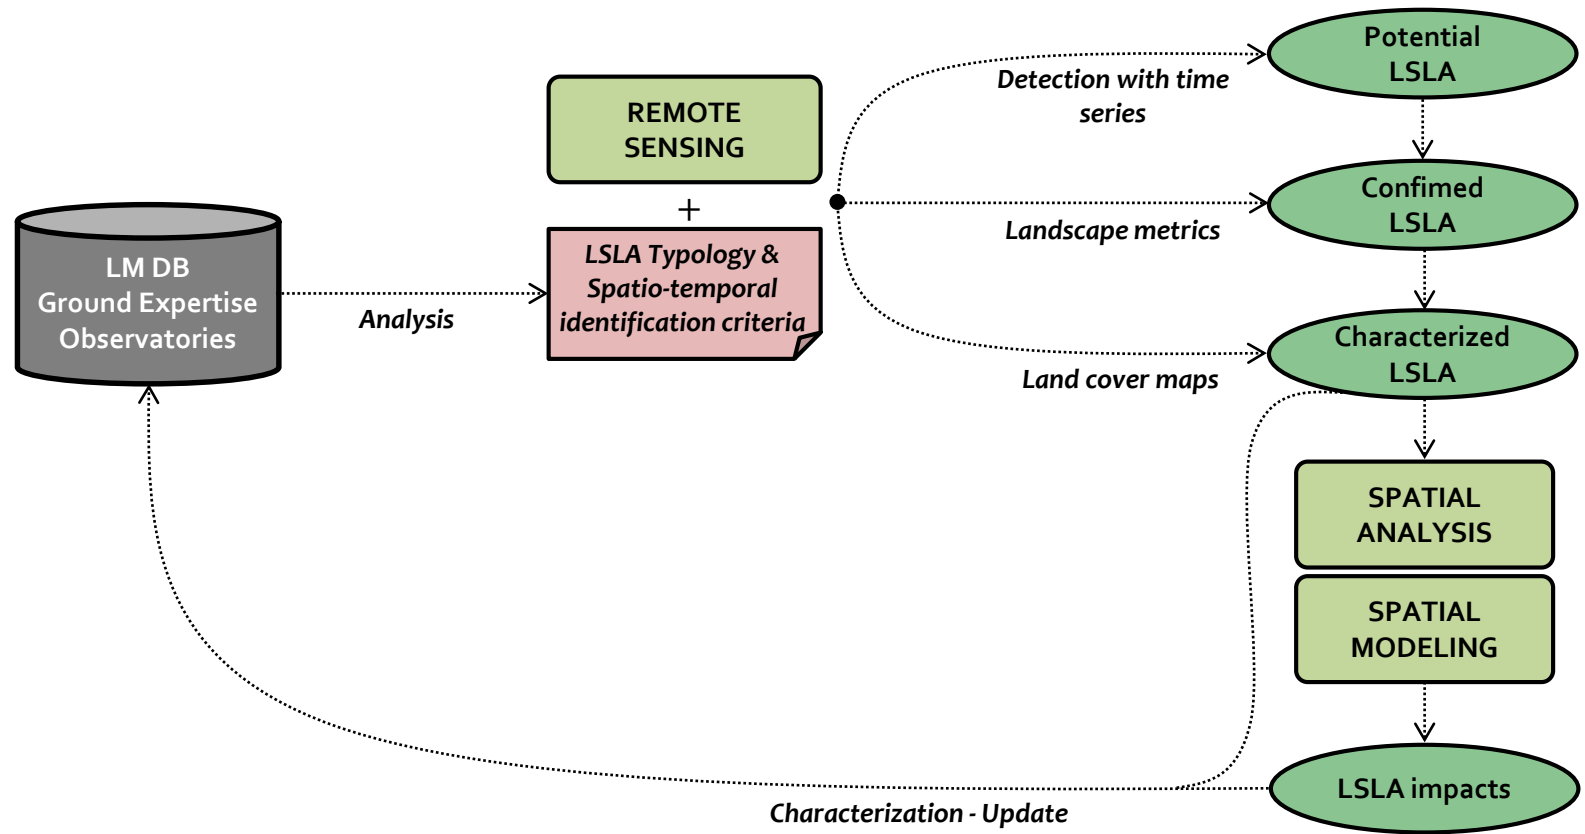 LM DB
Ground Expertise
Observatories
Analysis
REMOTE
SENSING
+
LSLA Typology &
Spatio-temporal
identification criteria
Detection with time
series
Landscape metrics
Land cover maps
Potential
LSLA
Confimed
LSLA
Characterized
LSLA
SPATIAL
ANALYSIS
SPATIAL
MODELING
LSLA impacts
Characterization - Update